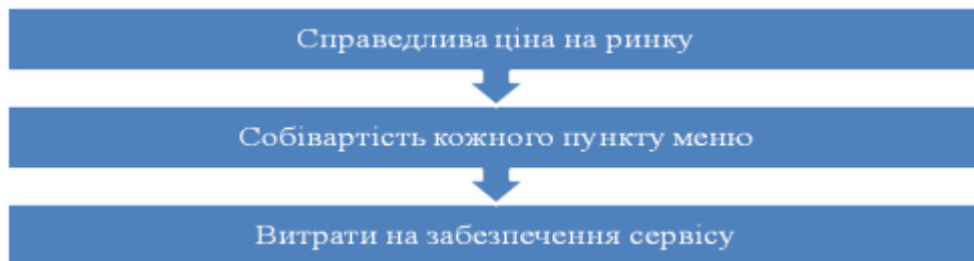 Справедлива ціна на ринку
Собівартість кожного пункту меню
Витрати на забезпечення сервісу